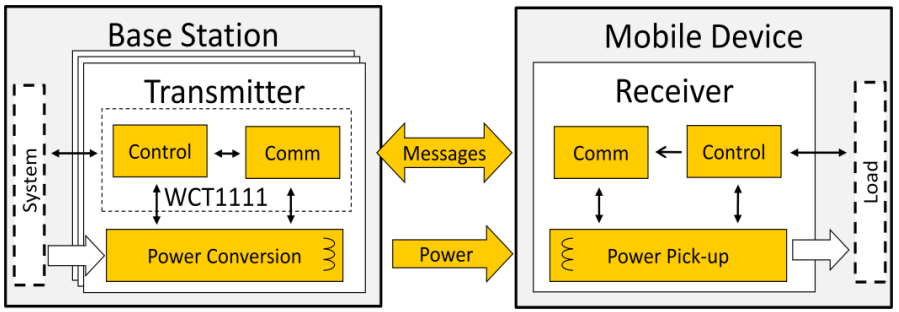 Base Station
Mobile Device
Transmitter
Receiver
System
Control
Comm
WCT1111
Power Conversion
Messages
Power
Comm
Control
Power Pick-up
Load